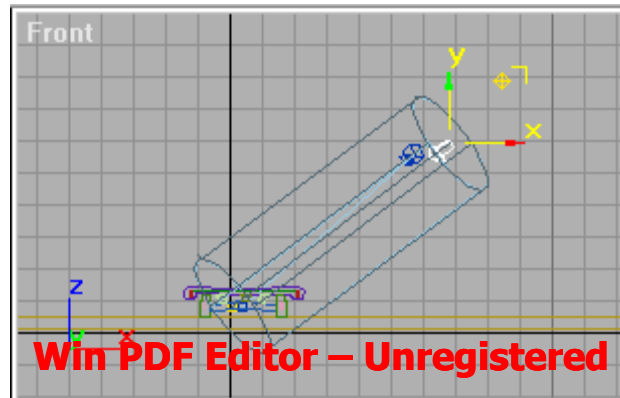 Front
y
x
z
x
Win PDF Editor – Unregistered